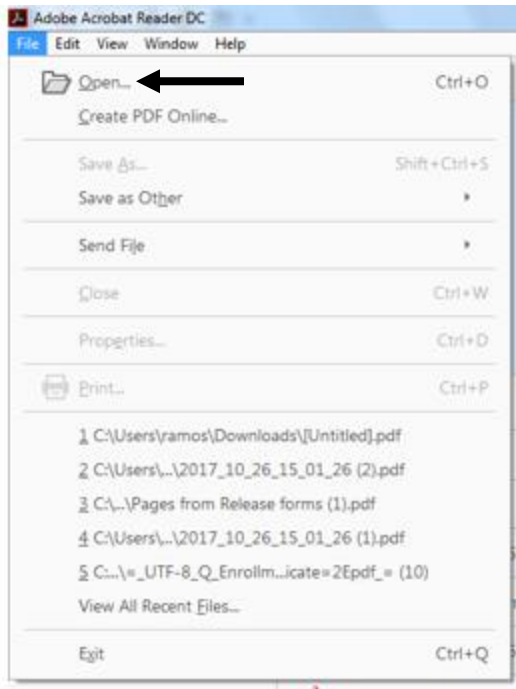 Adobe Acrobat Reader DC
File Edit View Window Help
Open... Ctrl+O
Create PDF Online...
Save As... Shift+Ctrl+S
Save as Other
Send File
Close Ctrl+W
Properties... Ctrl+D
Print... Ctrl+P
1 C:\Users\ramos\Downloads\[Untitled].pdf
2 C:\Users\...\2017_10_26_15_01_26 (2).pdf
3 C:\...\Pages from Release forms (1).pdf
4 C:\Users\...\2017_10_26_15_01_26 (1).pdf
5 C:...\=_UTF-8_Q_Enrollm...icate=2Epdf_= (10)
View All Recent Files...
Exit Ctrl+Q